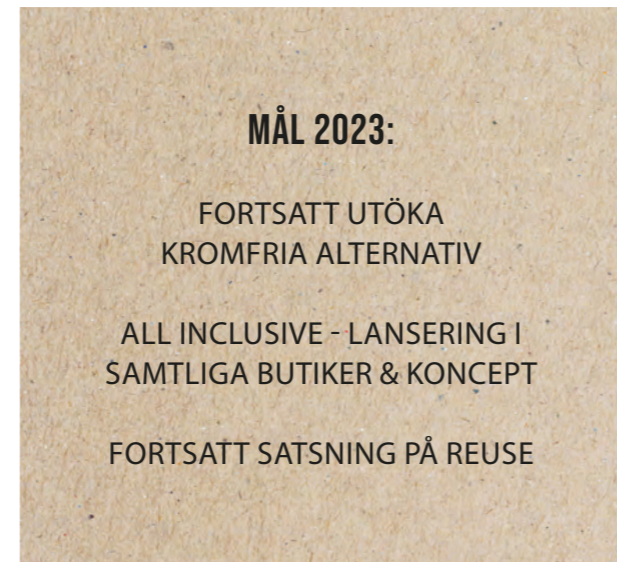 MÅL 2023:
FORTSATT UTÖKA
KROMFRIA ALTERNATIV
ALL INCLUSIVE - LANSERING I
SAMTLIGA BUTIKER & KONCEPT
FORTSATT SATSNING PÅ REUSE